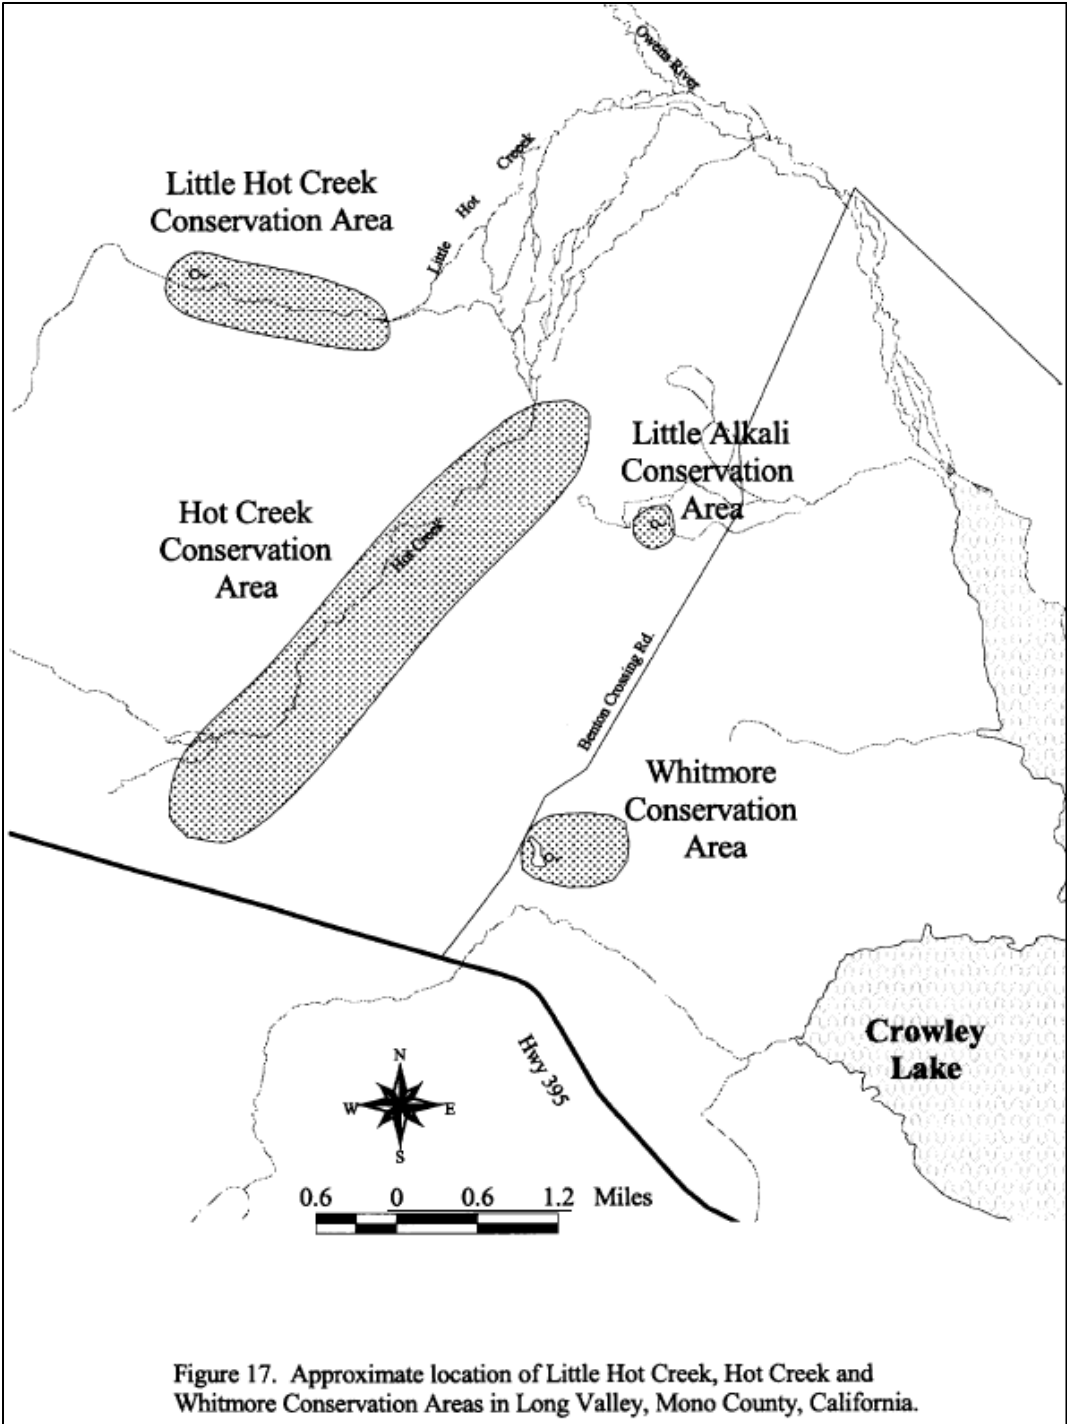 Owens River
Little Hot Creek
Little Hot Creek
Conservation Area
Little Alkali
Conservation
Area
Hot Creek
Conservation
Area
Hot Creek
Benton Crossing Rd.
Whitmore
Conservation
Area
Crowley
Lake
Hwy 395
N
W E
S
0.6 0 0.6 1.2 Miles
Figure 17. Approximate location of Little Hot Creek, Hot Creek and
Whitmore Conservation Areas in Long Valley, Mono County, California.